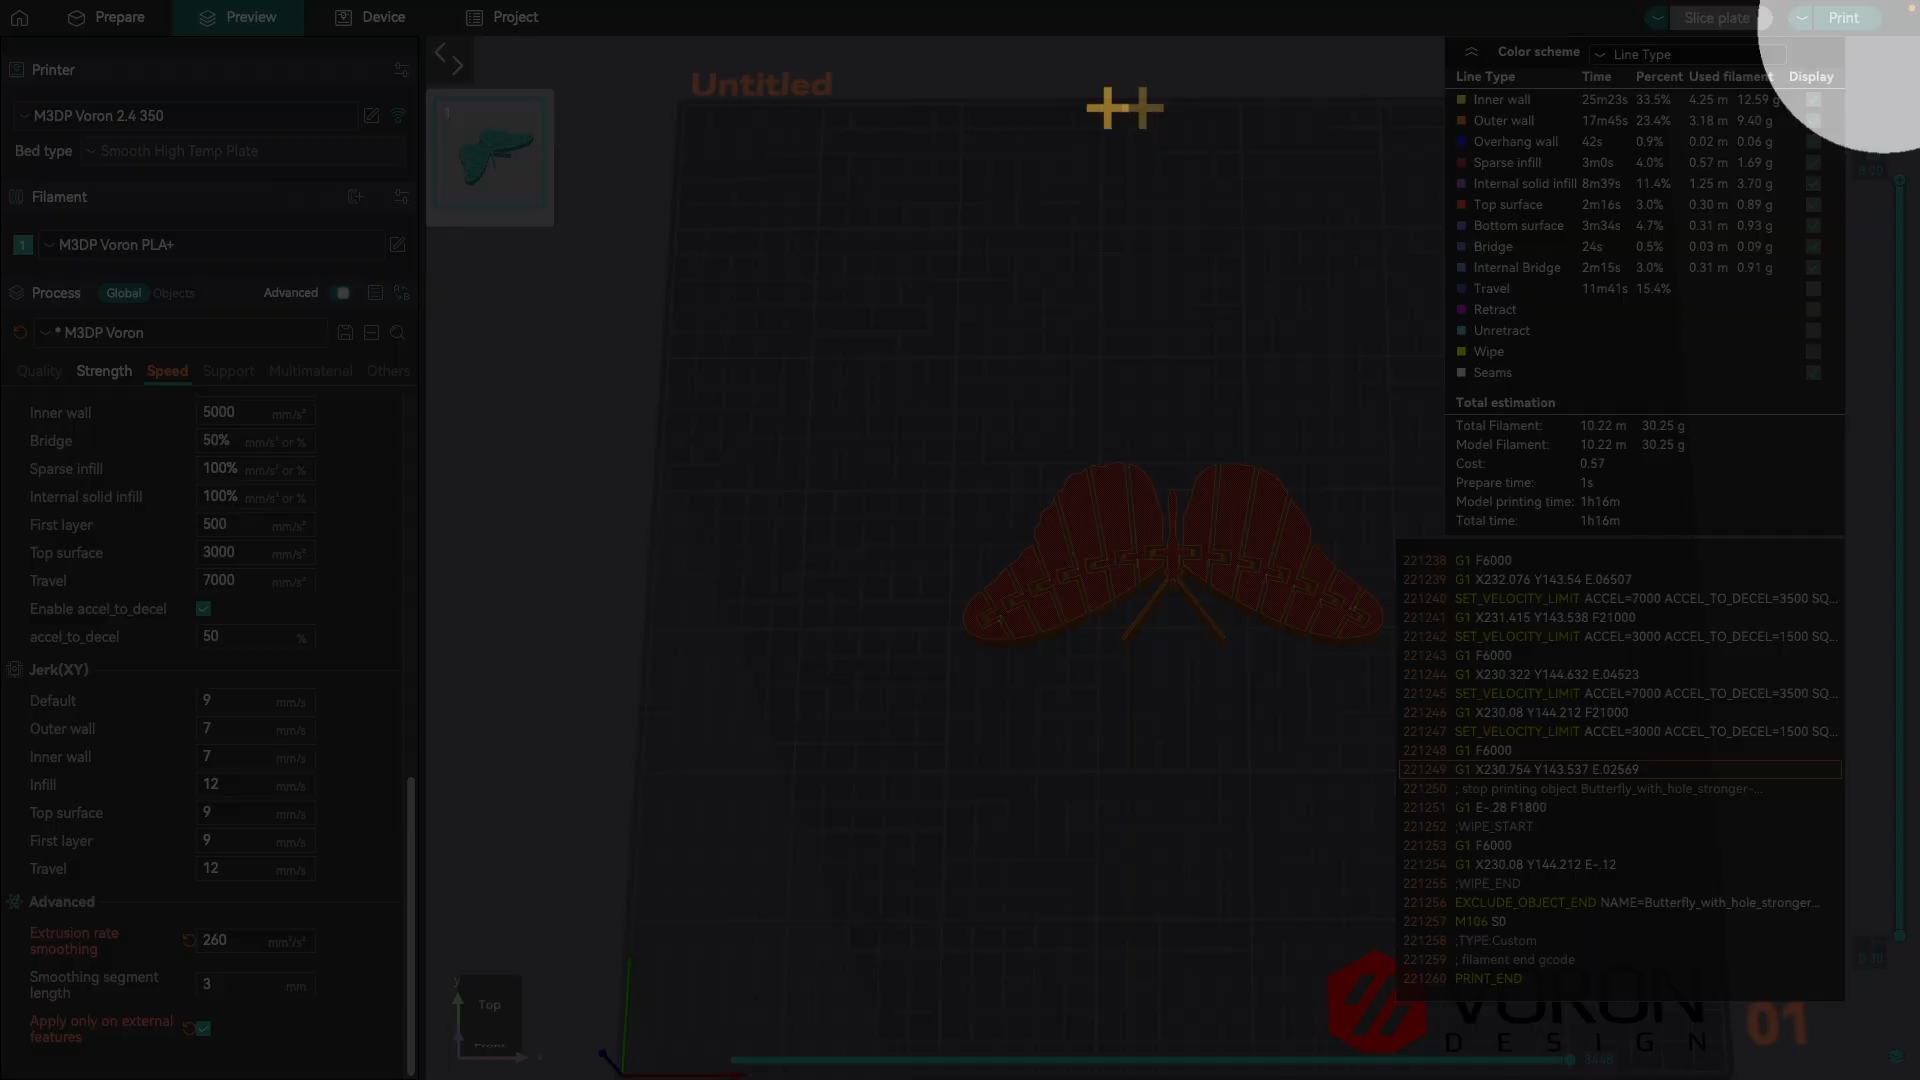 Prepare
Preview
Device
Project
Slice plate
Print
Printer
M3DP Voron 2.4 350
Bed type
Smooth High Temp Plate
Filament
1
M3DP Voron PLA+
Process
Global
Objects
Advanced
* M3DP Voron
Quality
Strength
Speed
Support
Multimaterial
Others
Inner wall 5000 mm/s²
Bridge 50% mm/s² or %
Sparse infill 100% mm/s² or %
Internal solid infill 100% mm/s² or %
First layer 500 mm/s²
Top surface 3000 mm/s²
Travel 7000 mm/s²
Enable accel_to_decel
accel_to_decel 50 %
Jerk(XY)
Default 9 mm/s
Outer wall 7 mm/s
Inner wall 7 mm/s
Infill 12 mm/s
Top surface 9 mm/s
First layer 9 mm/s
Travel 12 mm/s
Advanced
Extrusion rate
smoothing
260 mm³/s²
Smoothing segment
length
3 mm
Apply only on external
features
1
Untitled
Color scheme Line Type
Line Type Time Percent Used filament Display
Inner wall 25m23s 33.5% 4.25 m 12.59 g
Outer wall 17m45s 23.4% 3.18 m 9.40 g
Overhang wall 42s 0.9% 0.02 m 0.06 g
Sparse infill 3m0s 4.0% 0.57 m 1.69 g
Internal solid infill 8m39s 11.4% 1.25 m 3.70 g
Top surface 2m16s 3.0% 0.30 m 0.89 g
Bottom surface 3m34s 4.7% 0.31 m 0.93 g
Bridge 24s 0.5% 0.03 m 0.09 g
Internal Bridge 2m15s 3.0% 0.31 m 0.91 g
Travel 11m41s 15.4%
Retract
Unretract
Wipe
Seams
Total estimation
Total Filament: 10.22 m 30.25 g
Model Filament: 10.22 m 30.25 g
Cost: 0.57
Prepare time: 1s
Model printing time: 1h16m
Total time: 1h16m
221238 G1 F6000
221239 G1 X232.076 Y143.54 E.06507
221240 SET_VELOCITY_LIMIT ACCEL=7000 ACCEL_TO_DECEL=3500 SQ...
221241 G1 X231.415 Y143.538 F21000
221242 SET_VELOCITY_LIMIT ACCEL=3000 ACCEL_TO_DECEL=1500 SQ...
221243 G1 F6000
221244 G1 X230.322 Y144.632 E.04523
221245 SET_VELOCITY_LIMIT ACCEL=7000 ACCEL_TO_DECEL=3500 SQ...
221246 G1 X230.08 Y144.212 F21000
221247 SET_VELOCITY_LIMIT ACCEL=3000 ACCEL_TO_DECEL=1500 SQ...
221248 G1 F6000
221249 G1 X230.754 Y143.537 E.02569
221250 ; stop printing object Butterfly_with_hole_stronger-...
221251 G1 E-.28 F1800
221252 ;WIPE_START
221253 G1 F6000
221254 G1 X230.08 Y144.212 E-.12
221255 ;WIPE_END
221256 EXCLUDE_OBJECT_END NAME=Butterfly_with_hole_stronger...
221257 M106 S0
221258 ;TYPE:Custom
221259 ; filament end gcode
221260 PRINT_END
VORON
DESIGN
01
Top
Front
y